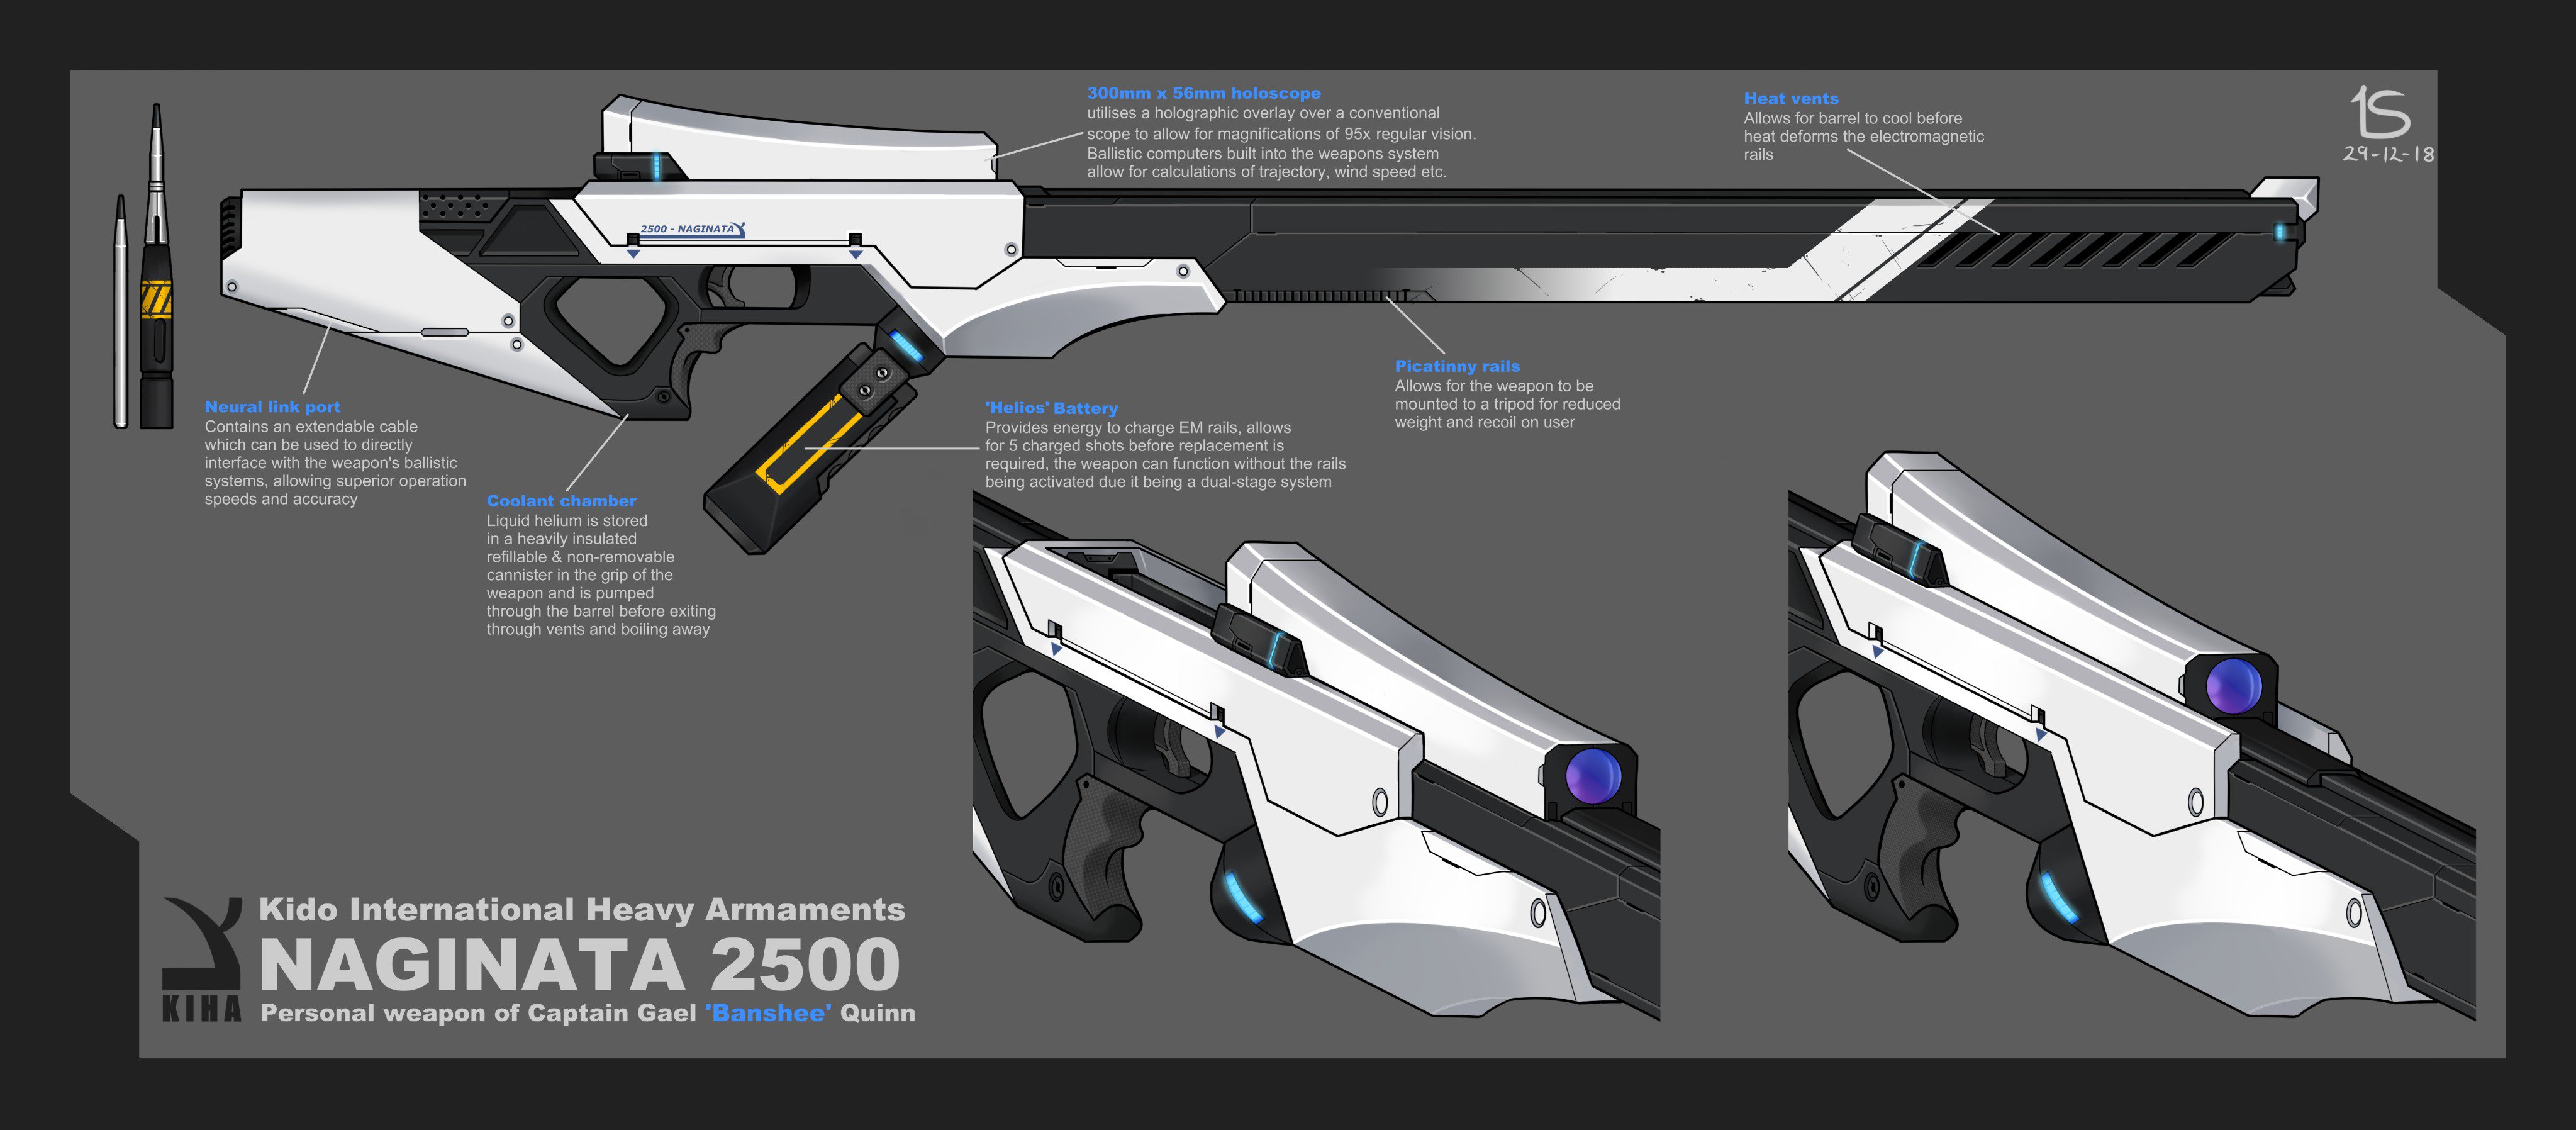 300mm x 56mm holoscope
utilises a holographic overlay over a conventional
scope to allow for magnifications of 95x regular vision.
Ballistic computers built into the weapons system
allow for calculations of trajectory, wind speed etc.
Heat vents
Allows for barrel to cool before
heat deforms the electromagnetic
rails
1S
29-12-18
2500 - NAGINATA
Picatinny rails
Allows for the weapon to be
mounted to a tripod for reduced
weight and recoil on user
Neural link port
Contains an extendable cable
which can be used to directly
interface with the weapon's ballistic
systems, allowing superior operation
speeds and accuracy
'Helios' Battery
Provides energy to charge EM rails, allows
for 5 charged shots before replacement is
required, the weapon can function without the rails
being activated due it being a dual-stage system
Coolant chamber
Liquid helium is stored
in a heavily insulated
refillable & non-removable
cannister in the grip of the
weapon and is pumped
through the barrel before exiting
through vents and boiling away
Kido International Heavy Armaments
NAGINATA 2500
KIHA
Personal weapon of Captain Gael 'Banshee' Quinn